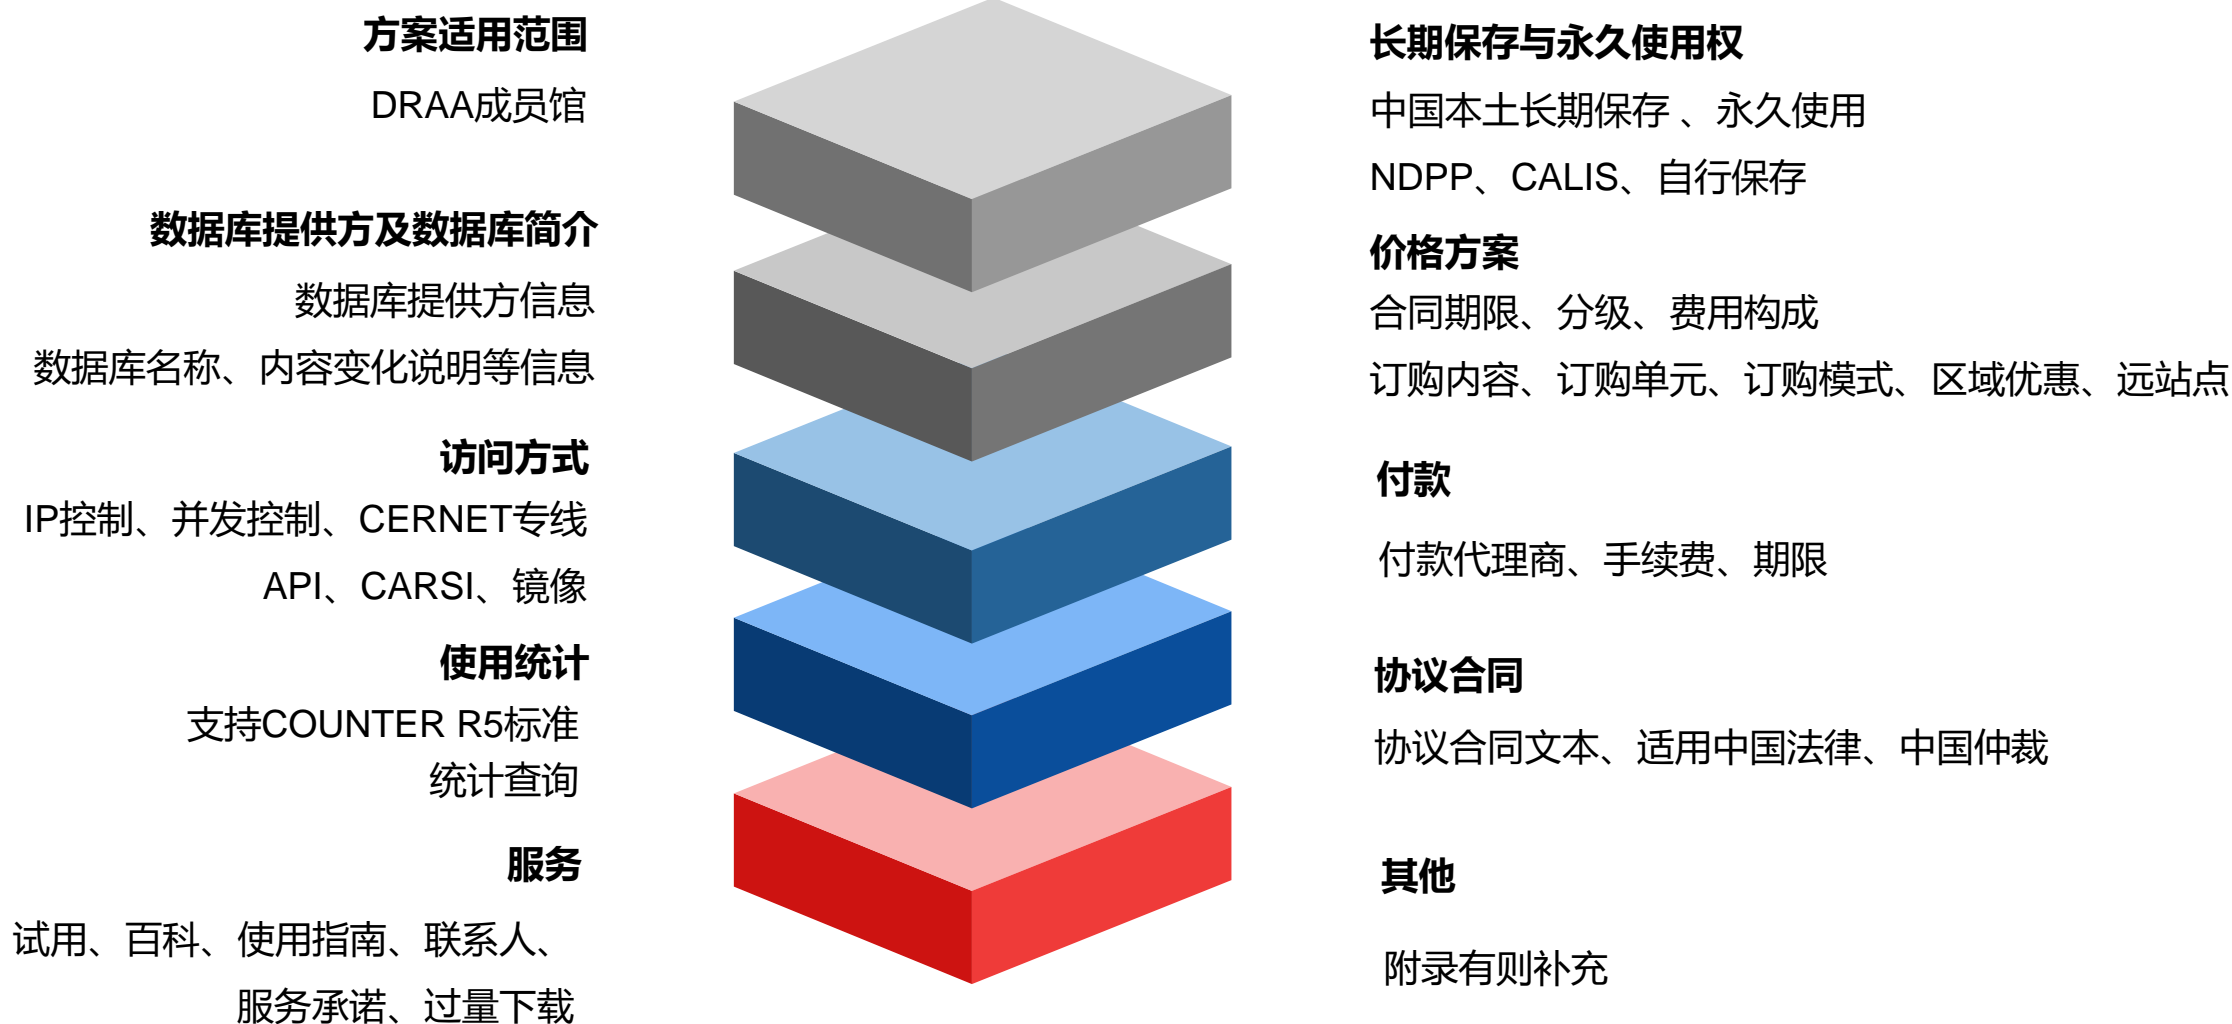 方案适用范围
DRAA成员馆
数据库提供方及数据库简介
数据库提供方信息
数据库名称、内容变化说明等信息
访问方式
IP控制、并发控制、CERNET专线
API、CARSI、镜像
使用统计
支持COUNTER R5标准
统计查询
服务
试用、百科、使用指南、联系人、
服务承诺、过量下载
长期保存与永久使用权
中国本土长期保存 、永久使用
NDPP、CALIS、自行保存
价格方案
合同期限、分级、费用构成
订购内容、订购单元、订购模式、区域优惠、远站点
付款
付款代理商、手续费、期限
协议合同
协议合同文本、适用中国法律、中国仲裁
其他
附录有则补充